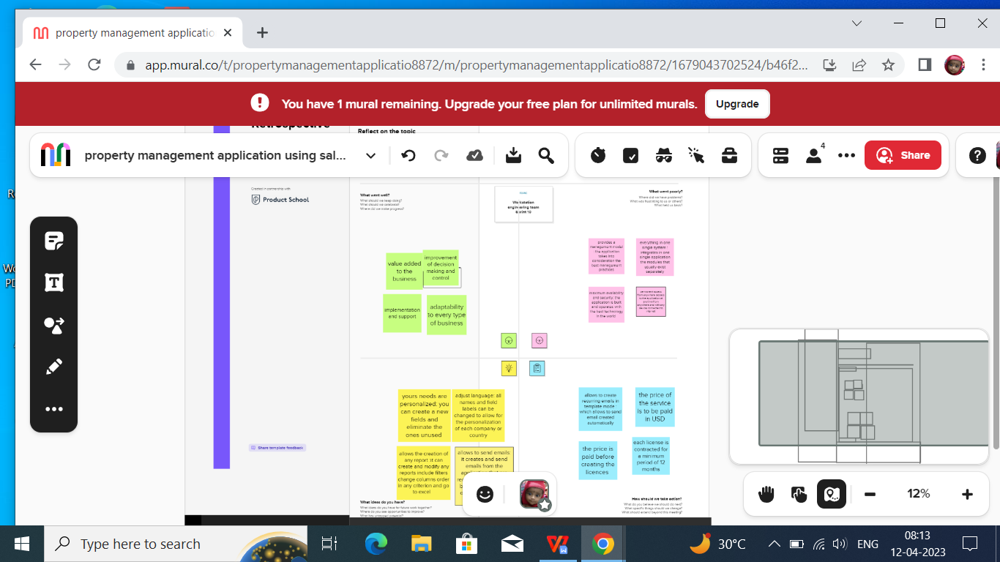 property management applicatio
app.mural.co/t/propertymanagementapplicatio8872/m/propertymanagementapplicatio8872/1679043702524/b46f2...
You have 1 mural remaining. Upgrade your free plan for unlimited murals.
Upgrade
Retrospective
Reflect on the topic
property management application using sal...
4
Share
Created in partnership with
Product School
What went well?
What should we keep doing?
What should we celebrate?
Where did we make progress?
Workstation
engineering team
What went poorly?
Where did we have problems?
What was frustrating to us or others?
What held us back?
value added
to the
business
improvement
of decision
making and
control
implementation
and support
adaptability
to every type
of business
provides a
management model
: the application
takes into
consideration the
best management
practices
everything in one
single system :
integrates in one
single application
the modules that
usually exist
separately
maximum availability
and security: the
application is built
and operates with
the best technology
in the world
yours needs are
personalized: you
can create a new
fields and
eliminate the
ones unused
adjust language: all
names and field
labels can be
changed to allow for
the personalization
of each company or
country
allows the creation of
any report :it can
create and modify any
reports include filters
change columns order
in any criterion and go
to excel
allows to send emails:
it creates and send
emails from the
allows to create
recurring emails in
template mode :
which allows to send
email created
automatically
the price of
the service
is to be paid
in USD
the price is
paid before
creating the
licences
each license is
contracted for
a minimum
period of 12
months
Share template feedback
What ideas do you have?
What ideas do you have for future work together?
Where do you see opportunities to improve?
What has untapped potential?
How should we take action?
What do you believe we should do next?
What specific things should we change?
What should extend beyond this meeting?
12%
Type here to search
30°C
ENG
08:13
12-04-2023